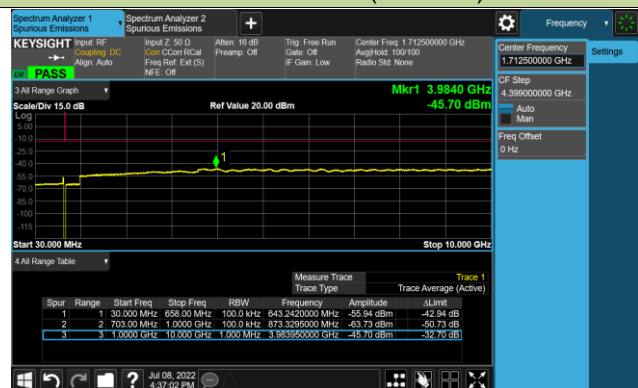 Spectrum Analyzer 1
Spurious Emissions
Spectrum Analyzer 2
Spurious Emissions
Frequency
KEYSIGHT
Input: RF
Coupling: DC
Align: Auto
Input Z: 50 Ω
Corr CCorr RCal
Freq Ref: Ext (S)
NFE: Off
Atten: 16 dB
Preamp: Off
Trig: Free Run
Gate: Off
IF Gain: Low
Center Freq: 1.712500000 GHz
Avg|Hold: 100/100
Radio Std: None
PASS
Center Frequency
1.712500000 GHz
Settings
CF Step
4.399000000 GHz
Auto
Man
Freq Offset
0 Hz
3 All Range Graph
Mkr1 3.9840 GHz
-45.70 dBm
Scale/Div 15.0 dB
Ref Value 20.00 dBm
Log
5.00
-10.0
-25.0
-40.0
-55.0
-70.0
-85.0
-100
-115
1
Start 30.000 MHz
Stop 10.000 GHz
4 All Range Table
Measure Trace Trace 1
Trace Type Trace Average (Active)
Spur Range Start Freq Stop Freq RBW Frequency Amplitude ΔLimit
1 1 30.000 MHz 658.00 MHz 100.0 kHz 643.2420000 MHz -55.94 dBm -42.94 dB
2 2 703.00 MHz 1.0000 GHz 100.0 kHz 873.3295000 MHz -63.73 dBm -50.73 dB
3 3 1.0000 GHz 10.000 GHz 1.000 MHz 3.983950000 GHz -45.70 dBm -32.70 dB
Jul 08, 2022
4:37:02 PM